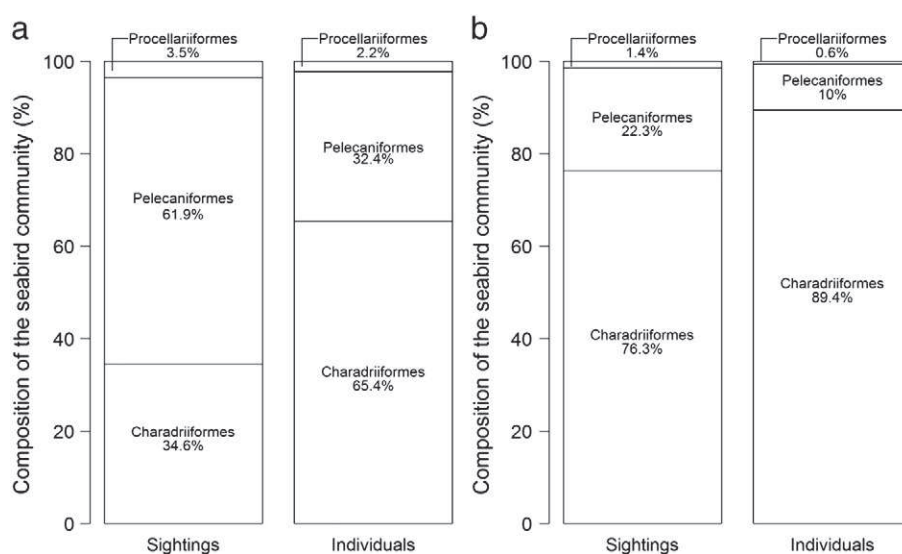 a
Composition of the seabird community (%)
100
80
60
40
20
0
Procellariiformes
3.5%
Pelecaniformes
61.9%
Charadriiformes
34.6%
Sightings
Procellariiformes
2.2%
Pelecaniformes
32.4%
Charadriiformes
65.4%
Individuals
b
Composition of the seabird community (%)
100
80
60
40
20
0
Procellariiformes
1.4%
Pelecaniformes
22.3%
Charadriiformes
76.3%
Sightings
Procellariiformes
0.6%
Pelecaniformes
10%
Charadriiformes
89.4%
Individuals